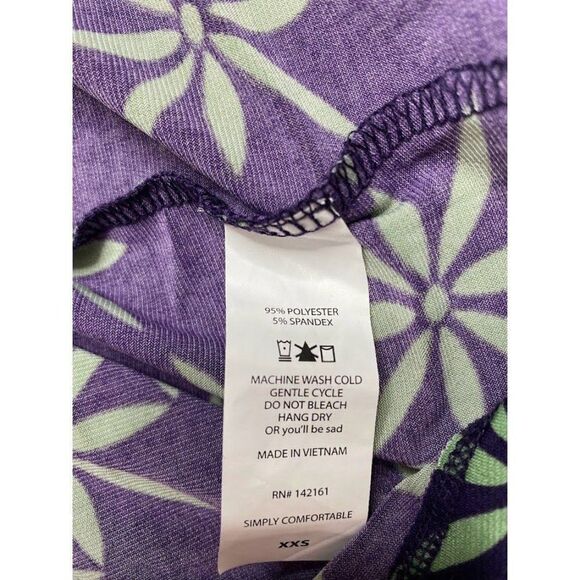 95% POLYESTER
5% SPANDEX
MACHINE WASH COLD
GENTLE CYCLE
DO NOT BLEACH
HANG DRY
OR you'll be sad
MADE IN VIETNAM
RN# 142161
SIMPLY COMFORTABLE
XXS